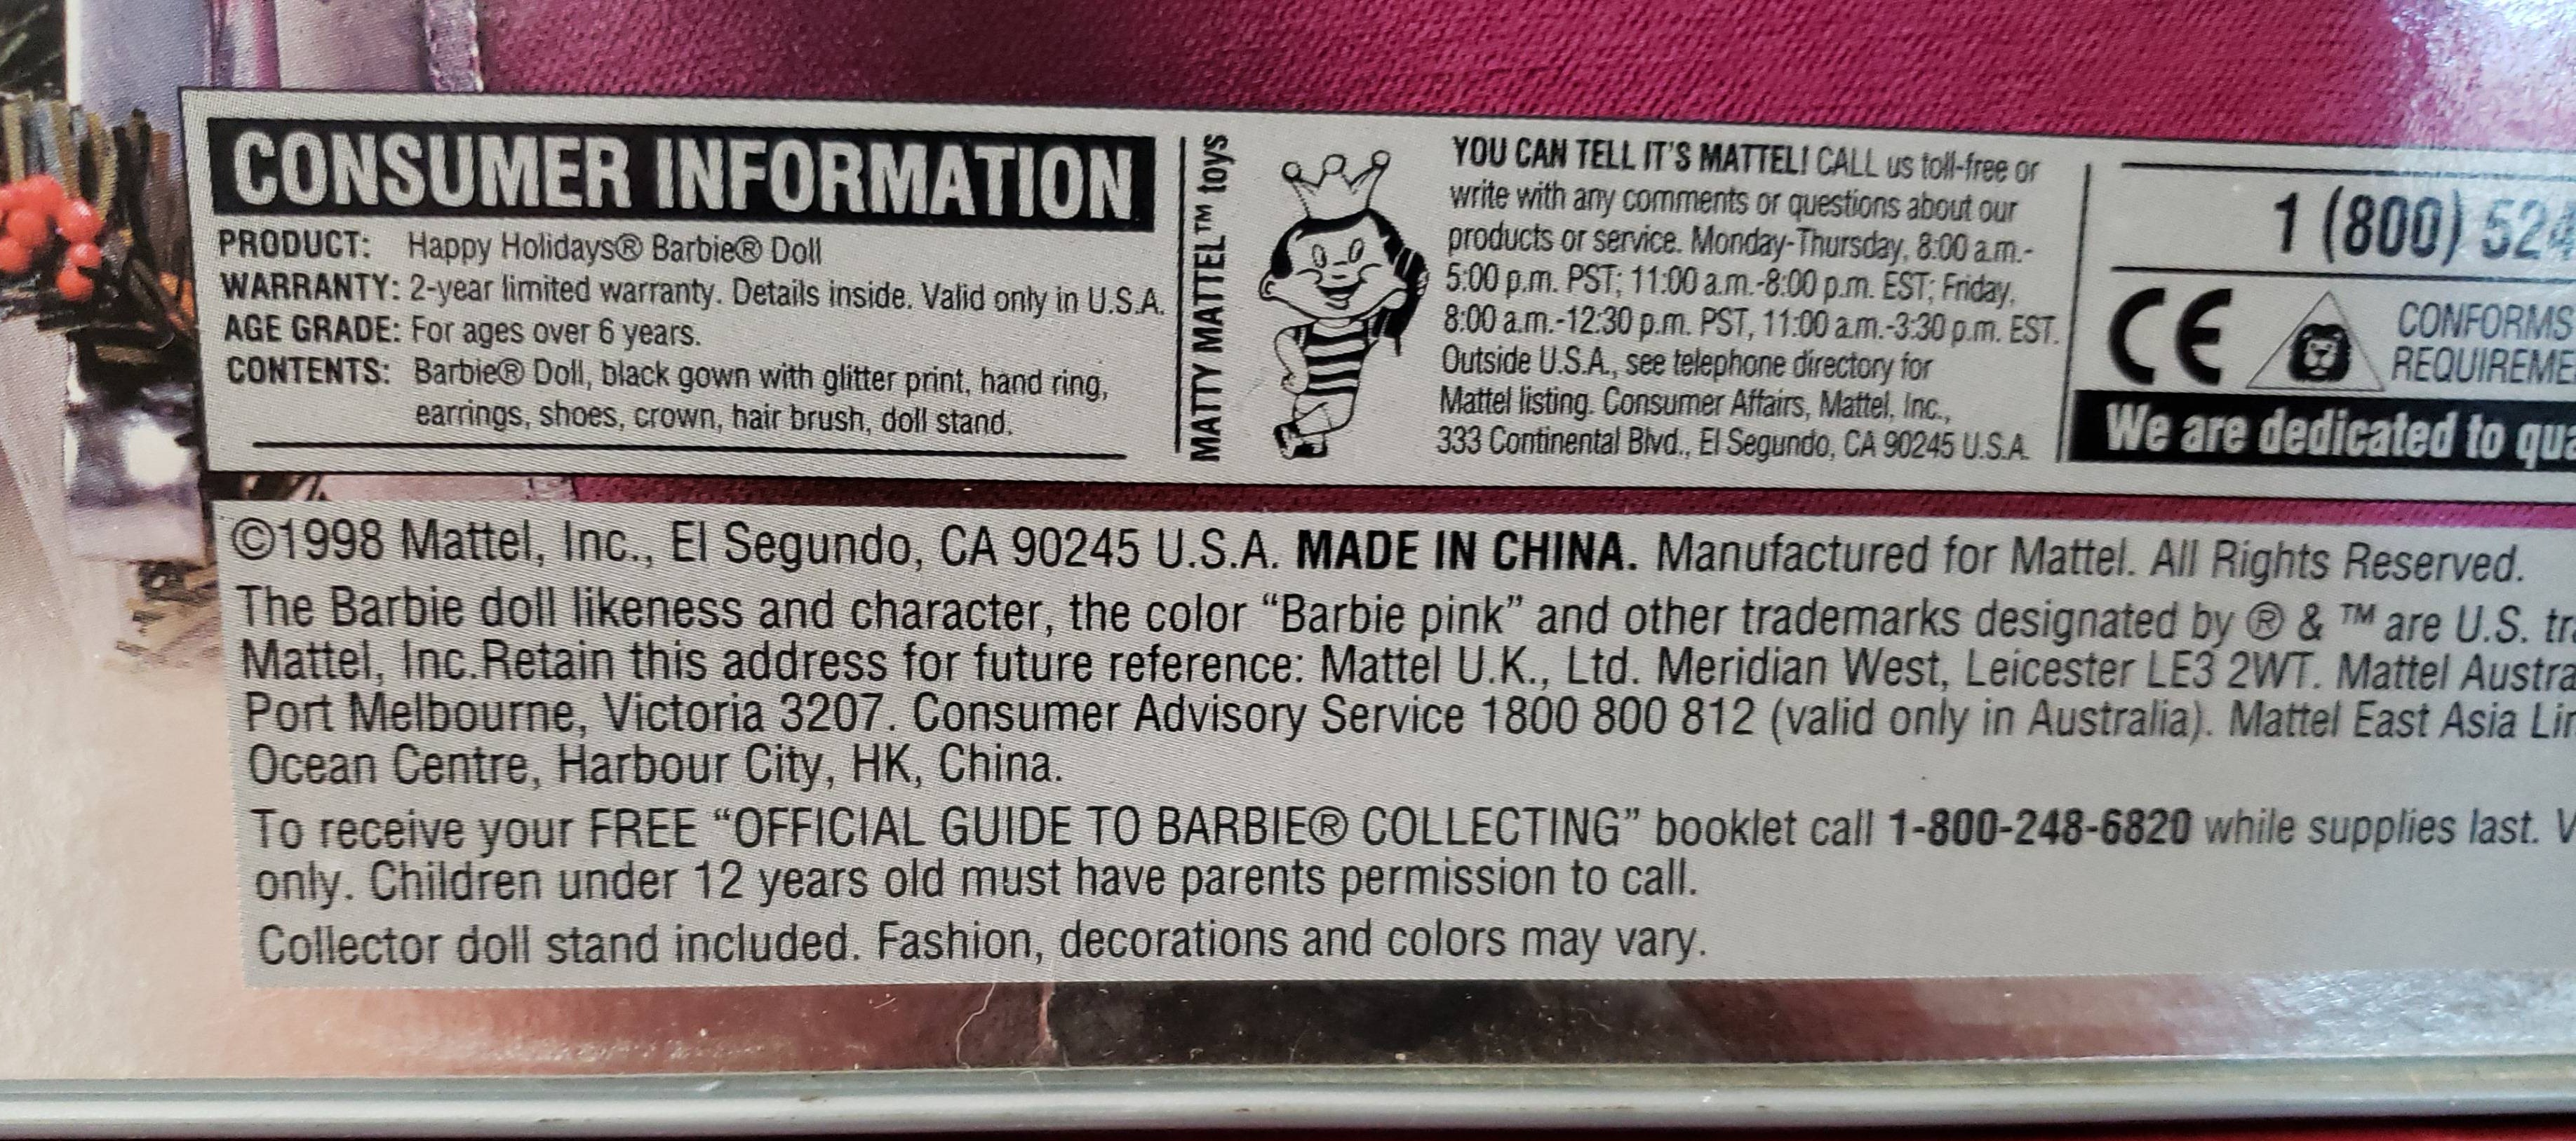 CONSUMER INFORMATION
PRODUCT: Happy Holidays® Barbie® Doll
WARRANTY: 2-year limited warranty. Details inside. Valid only in U.S.A.
AGE GRADE: For ages over 6 years.
CONTENTS: Barbie® Doll, black gown with glitter print, hand ring,
earrings, shoes, crown, hair brush, doll stand.
MATTY MATTEL™ toys
YOU CAN TELL IT'S MATTEL! CALL us toll-free or
write with any comments or questions about our
products or service. Monday-Thursday, 8:00 a.m.-
5:00 p.m. PST; 11:00 a.m.-8:00 p.m. EST; Friday,
8:00 a.m.-12:30 p.m. PST, 11:00 a.m.-3:30 p.m. EST.
Outside U.S.A., see telephone directory for
Mattel listing. Consumer Affairs, Mattel, Inc.,
333 Continental Blvd., El Segundo, CA 90245 U.S.A.
1 (800) 524
CE
CONFORMS
REQUIREME
We are dedicated to qua
©1998 Mattel, Inc., El Segundo, CA 90245 U.S.A. MADE IN CHINA. Manufactured for Mattel. All Rights Reserved.
The Barbie doll likeness and character, the color “Barbie pink” and other trademarks designated by ® & ™ are U.S. tr
Mattel, Inc.Retain this address for future reference: Mattel U.K., Ltd. Meridian West, Leicester LE3 2WT. Mattel Austra
Port Melbourne, Victoria 3207. Consumer Advisory Service 1800 800 812 (valid only in Australia). Mattel East Asia Li
Ocean Centre, Harbour City, HK, China.
To receive your FREE “OFFICIAL GUIDE TO BARBIE® COLLECTING” booklet call 1-800-248-6820 while supplies last. V
only. Children under 12 years old must have parents permission to call.
Collector doll stand included. Fashion, decorations and colors may vary.